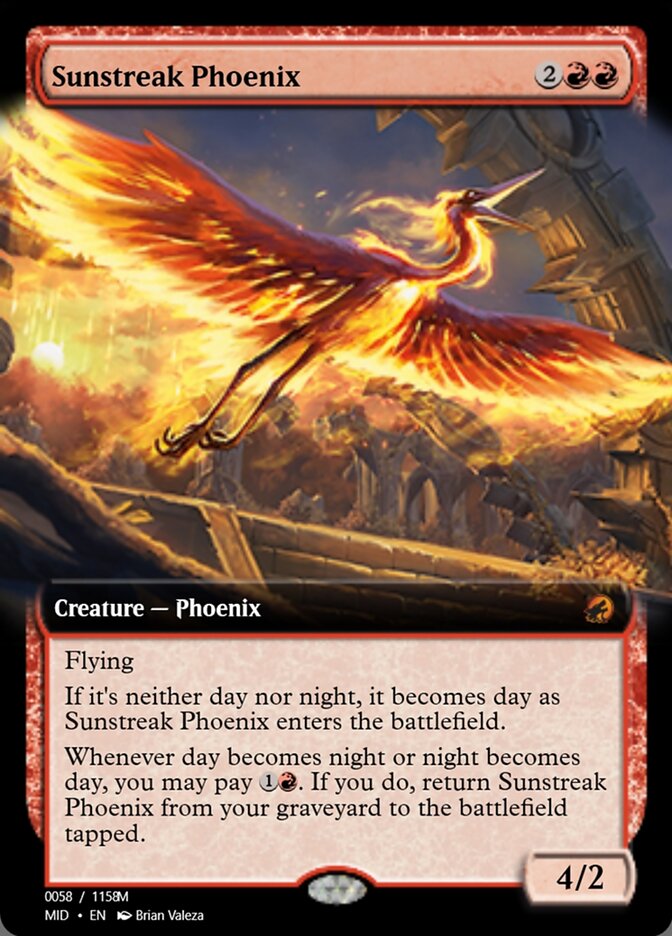 Sunstreak Phoenix 2
Creature — Phoenix
Flying
If it's neither day nor night, it becomes day as
Sunstreak Phoenix enters the battlefield.
Whenever day becomes night or night becomes
day, you may pay 1. If you do, return Sunstreak
Phoenix from your graveyard to the battlefield
tapped.
4/2
0058 / 1158M
MID • EN Brian Valeza